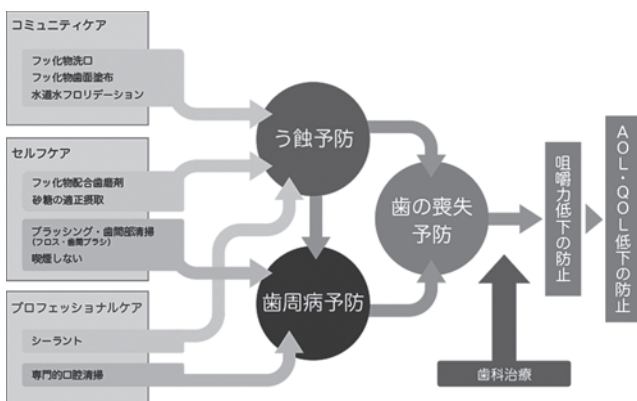 コミュニティケア
フッ化物洗口
フッ化物歯面塗布
水道水フロリデーション
セルフケア
フッ化物配合歯磨剤
砂糖の適正摂取
ブラッシング・歯間部清掃
(フロス・歯間ブラシ)
喫煙しない
プロフェッショナルケア
シーラント
専門的口腔清掃
う蝕予防
歯周病予防
歯の喪失
予防
歯科治療
咀嚼力低下の防止
AOL・QOL低下の防止